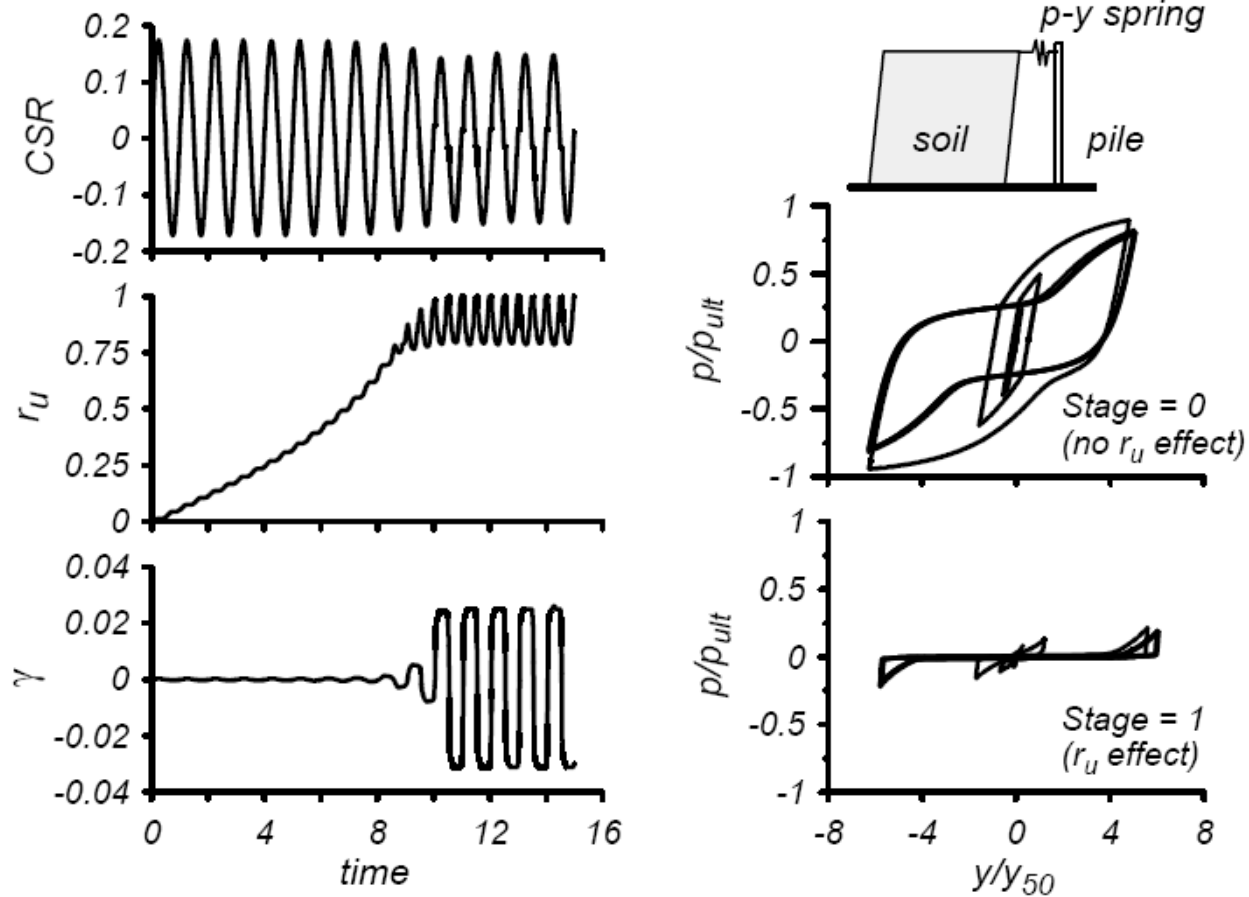 CSR
0.2
0.1
0
-0.1
-0.2
r_u
1
0.75
0.5
0.25
0
γ
0.04
0.02
0
-0.02
-0.04
0 4 8 12 16
time
p-y spring
soil
pile
p/p_ult
1
0.5
0
-0.5
-1
Stage = 0
(no r_u effect)
p/p_ult
1
0.5
0
-0.5
-1
Stage = 1
(r_u effect)
-8 -4 0 4 8
y/y_50